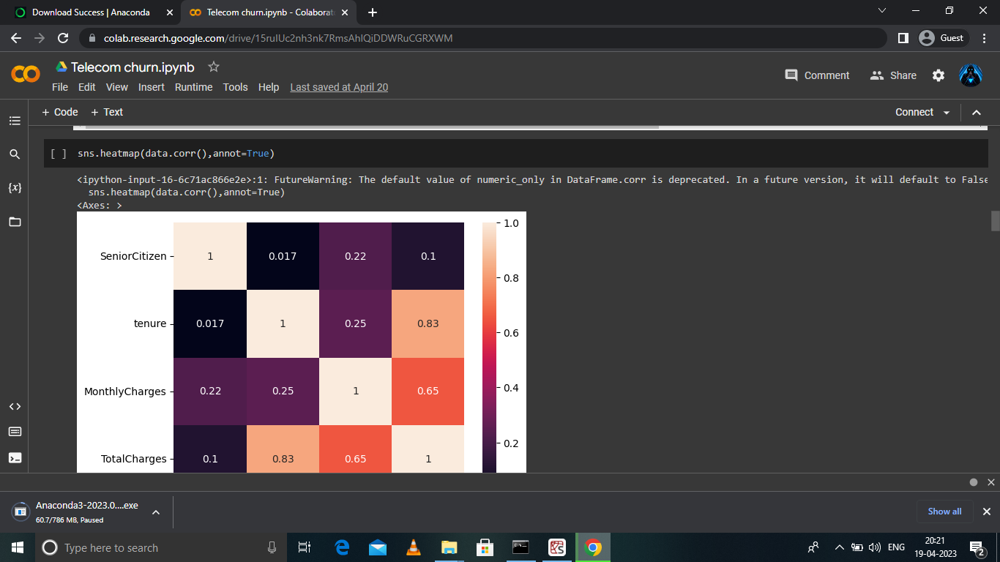 Download Success | Anaconda
Telecom churn.ipynb - Colaborat
colab.research.google.com/drive/15rulUc2nh3nk7RmsAhlQiDDWRuCGRXWM
Guest
Telecom churn.ipynb
Comment
Share
File Edit View Insert Runtime Tools Help Last saved at April 20
+ Code + Text
Connect
[ ] sns.heatmap(data.corr(),annot=True)
<ipython-input-16-6c71ac866e2e>:1: FutureWarning: The default value of numeric_only in DataFrame.corr is deprecated. In a future version, it will default to False
sns.heatmap(data.corr(),annot=True)
<Axes: >
SeniorCitizen 1 0.017 0.22 0.1
tenure 0.017 1 0.25 0.83
MonthlyCharges 0.22 0.25 1 0.65
TotalCharges 0.1 0.83 0.65 1
1.0
0.8
0.6
0.4
0.2
Anaconda3-2023.0....exe
60.7/786 MB, Paused
Show all
Type here to search
ENG
20:21
19-04-2023
2